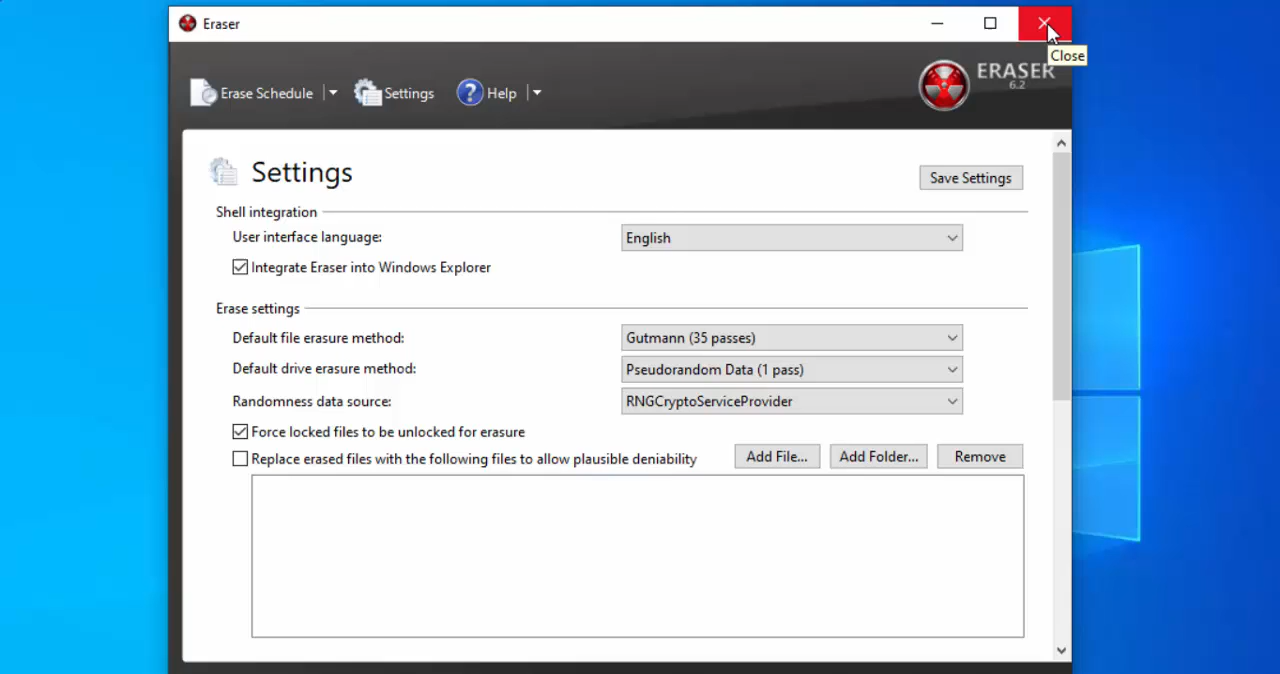 Eraser
Close
Erase Schedule
Settings
Help
ERASER
6.2
Settings
Save Settings
Shell integration
User interface language:
English
Integrate Eraser into Windows Explorer
Erase settings
Default file erasure method:
Gutmann (35 passes)
Default drive erasure method:
Pseudorandom Data (1 pass)
Randomness data source:
RNGCryptoServiceProvider
Force locked files to be unlocked for erasure
Replace erased files with the following files to allow plausible deniability
Add File...
Add Folder...
Remove